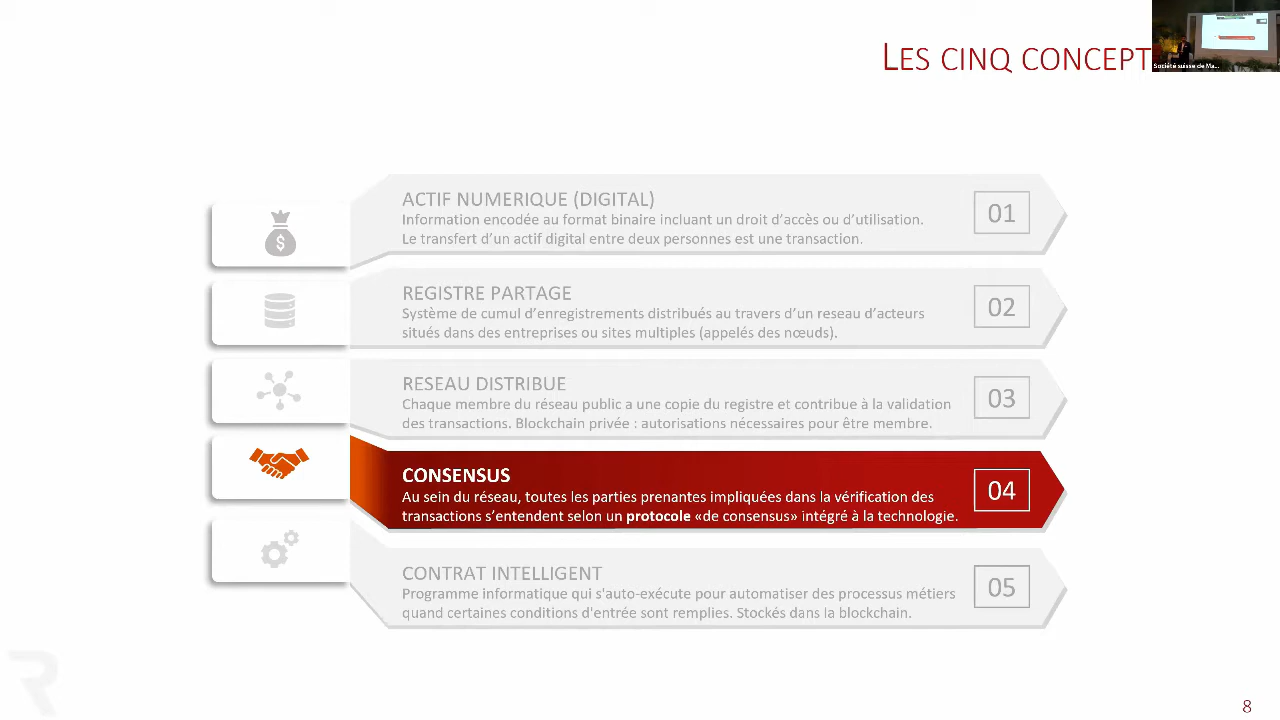 LES CINQ CONCEPT
Société suisse de Ma...
ACTIF NUMERIQUE (DIGITAL)
Information encodée au format binaire incluant un droit d'accès ou d'utilisation.
Le transfert d'un actif digital entre deux personnes est une transaction.
01
REGISTRE PARTAGE
Système de cumul d'enregistrements distribués au travers d'un reseau d'acteurs
situés dans des entreprises ou sites multiples (appelés des nœuds).
02
RESEAU DISTRIBUE
Chaque membre du réseau public a une copie du registre et contribue à la validation
des transactions. Blockchain privée : autorisations nécessaires pour être membre.
03
CONSENSUS
Au sein du réseau, toutes les parties prenantes impliquées dans la vérification des
transactions s'entendent selon un protocole «de consensus» intégré à la technologie.
04
CONTRAT INTELLIGENT
Programme informatique qui s'auto-exécute pour automatiser des processus métiers
quand certaines conditions d'entrée sont remplies. Stockés dans la blockchain.
05
R
8